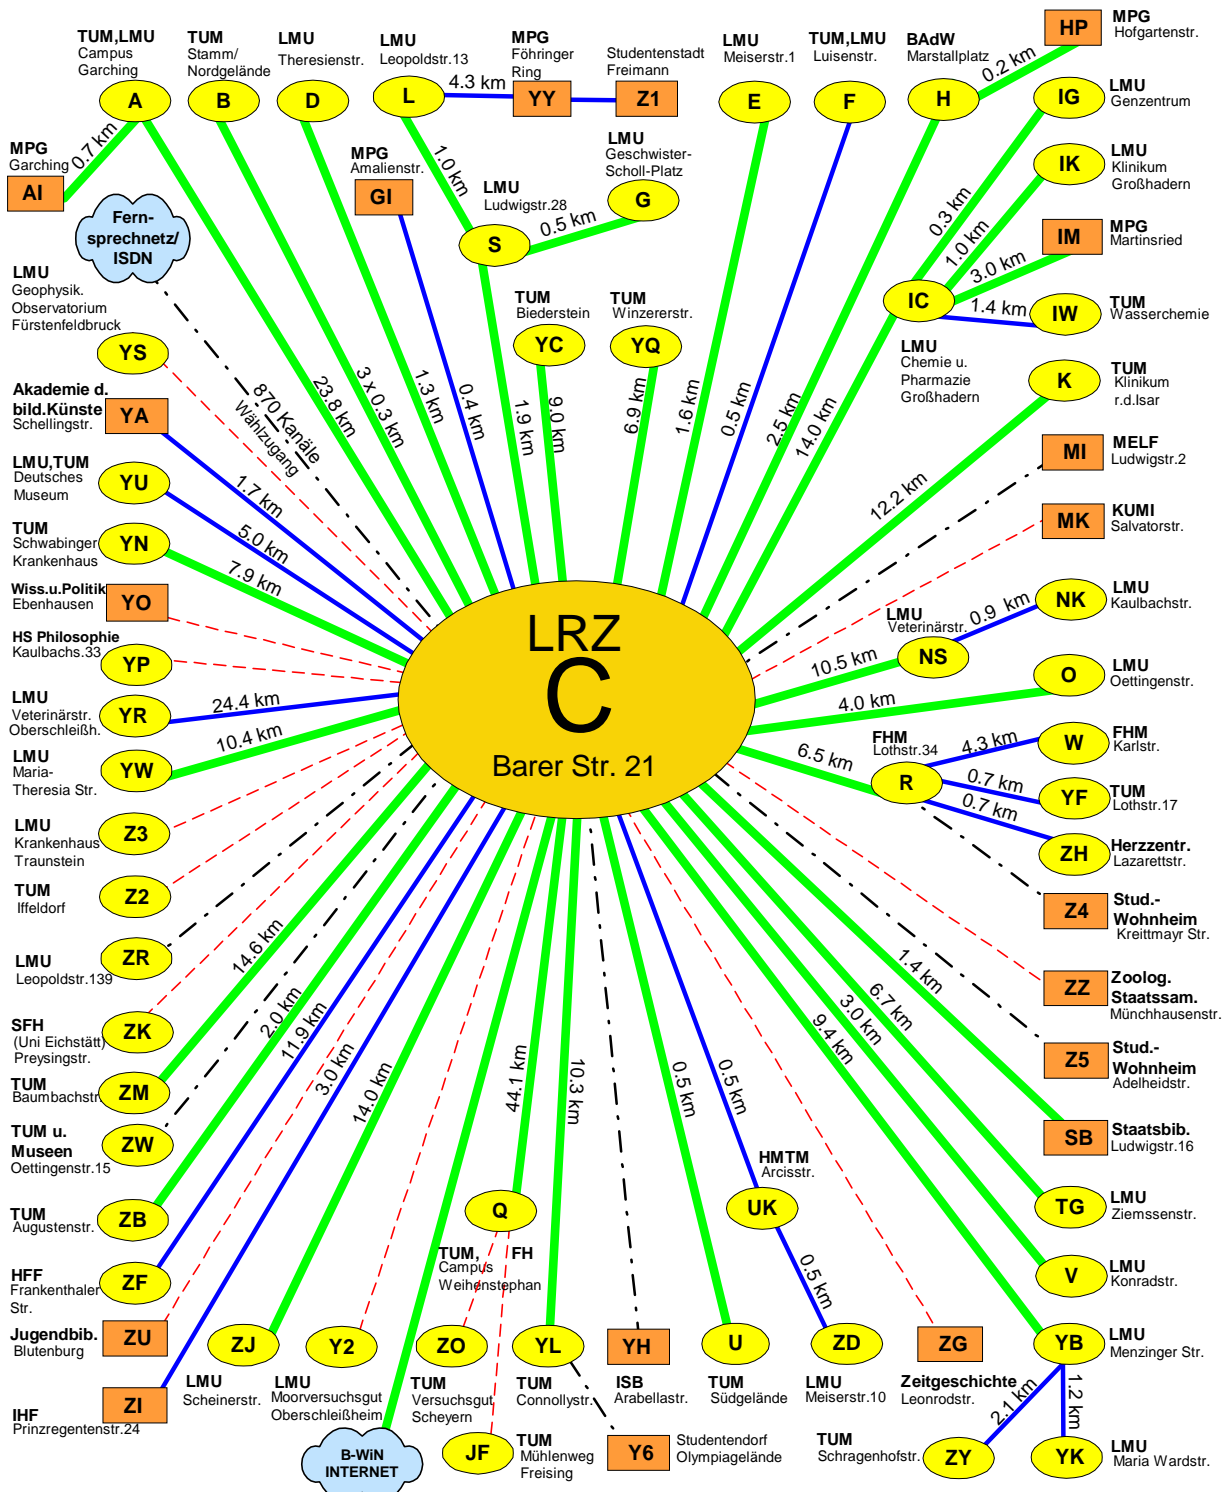 TUM,LMU
Campus
Garching
A
TUM
Stamm/
Nordgelände
B
LMU
Theresienstr.
D
LMU
Leopoldstr.13
L
4.3 km
MPG
Föhringer
Ring
YY
Studentenstadt
Freimann
Z1
LMU
Meiserstr.1
E
TUM,LMU
Luisenstr.
F
BAdW
Marstallplatz
H
0.2 km
HP
MPG
Hofgartenstr.
IG
LMU
Genzentrum
MPG
Garching
AI
0.7 km
Fern-
sprechnetz/
ISDN
MPG
Amalienstr.
GI
1.0 km
LMU
Ludwigstr.28
S
0.5 km
LMU
Geschwister-
Scholl-Platz
G
IK
LMU
Klinikum
Großhadern
0.3 km
1.0 km
3.0 km
IM
MPG
Martinsried
IC
1.4 km
IW
TUM
Wasserchemie
LMU
Chemie u.
Pharmazie
Großhadern
LMU
Geophysik.
Observatorium
Fürstenfeldbruck
YS
TUM
Biederstein
YC
TUM
Winzererstr.
YQ
K
TUM
Klinikum
r.d.Isar
870 Kanäle
Wählzugang
23.8 km
3 x 0.3 km
1.3 km
0.4 km
1.9 km
9.0 km
6.9 km
1.6 km
0.5 km
2.5 km
14.0 km
12.2 km
Akademie d.
bild.Künste
Schellingstr.
YA
1.7 km
MI
MELF
Ludwigstr.2
LMU,TUM
Deutsches
Museum
YU
5.0 km
MK
KUMI
Salvatorstr.
TUM
Schwabinger
Krankenhaus
YN
7.9 km
Wiss.u.Politik
Ebenhausen
YO
NK
LMU
Kaulbachstr.
0.9 km
LMU
Veterinärstr.
NS
10.5 km
HS Philosophie
Kaulbachs.33
YP
LRZ
C
Barer Str. 21
O
LMU
Oettingenstr.
4.0 km
LMU
Veterinärstr.
Oberschleißh.
YR
24.4 km
LMU
Maria-
Theresia Str.
YW
10.4 km
6.5 km
FHM
Lothstr.34
R
4.3 km
W
FHM
Karlstr.
0.7 km
YF
TUM
Lothstr.17
0.7 km
ZH
Herzzentr.
Lazarettstr.
LMU
Krankenhaus
Traunstein
Z3
TUM
Iffeldorf
Z2
Z4
Stud.-
Wohnheim
Kreittmayr Str.
LMU
Leopoldstr.139
ZR
ZZ
Zoolog.
Staatssam.
Münchhausenstr.
SFH
(Uni Eichstätt)
Preysingstr.
ZK
Z5
Stud.-
Wohnheim
Adelheidstr.
TUM
Baumbachstr.
ZM
14.6 km
2.0 km
11.9 km
3.0 km
14.0 km
44.1 km
10.3 km
0.5 km
0.5 km
9.4 km
3.0 km
6.7 km
1.4 km
SB
Staatsbib.
Ludwigstr.16
TUM u.
Museen
Oettingenstr.15
ZW
HMTM
Arcisstr.
UK
0.5 km
TG
LMU
Ziemssenstr.
TUM
Augustenstr.
ZB
Q
TUM, FH
Campus
Weihenstephan
V
LMU
Konradstr.
HFF
Frankenthaler
Str.
ZF
Jugendbib.
Blutenburg
ZU
ZJ
LMU
Scheinerstr.
Y2
LMU
Moorversuchsgut
Oberschleißheim
ZO
TUM
Versuchsgut
Scheyern
YL
TUM
Connollystr.
YH
ISB
Arabellastr.
U
TUM
Südgelände
ZD
LMU
Meiserstr.10
ZG
Zeitgeschichte
Leonrodstr.
YB
LMU
Menzinger Str.
2.1 km
1.2 km
IHF
Prinzregentenstr.24
ZI
B-WiN
INTERNET
JF
TUM
Mühlenweg
Freising
Y6
Studentendorf
Olympiagelände
TUM
Schragenhofstr.
ZY
YK
LMU
Maria Wardstr.